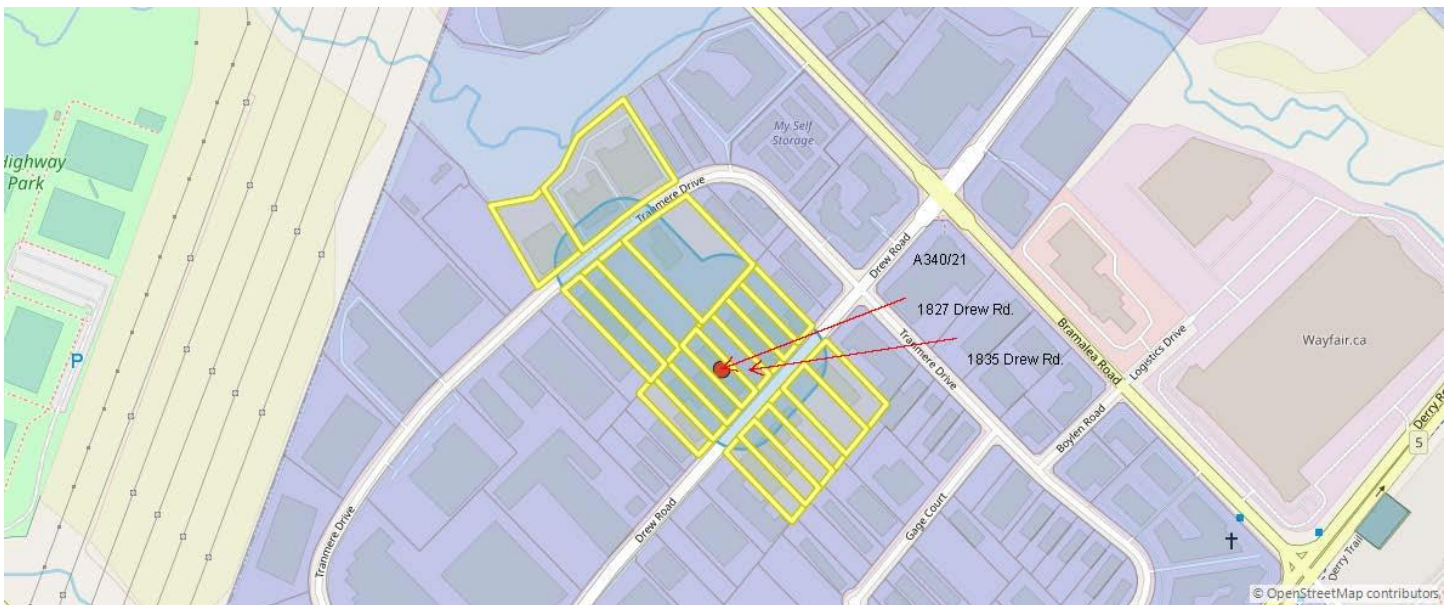 Highway
Park
My Self
Storage
Tranmere Drive
Drew Road
A340/21
1827 Drew Rd.
1835 Drew Rd.
Tranmere Drive
Bramalea Road
Logistics Drive
Wayfair.ca
Boylen Road
Derry Ro
5
P
Gage Court
Drew Road
Tranmere Drive
Derry Trail
© OpenStreetMap contributors